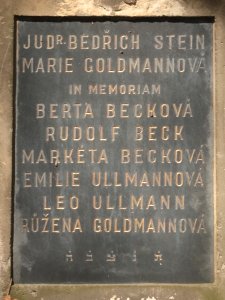 JUDR. BEDŘICH STEIN
MARIE GOLDMANNOVÁ
IN MEMORIAM
BERTA BECKOVÁ
RUDOLF BECK
MARKÉTA BECKOVÁ
EMILIE ULLMANNOVÁ
LEO ULLMANN
RŮŽENA GOLDMANNOVÁ